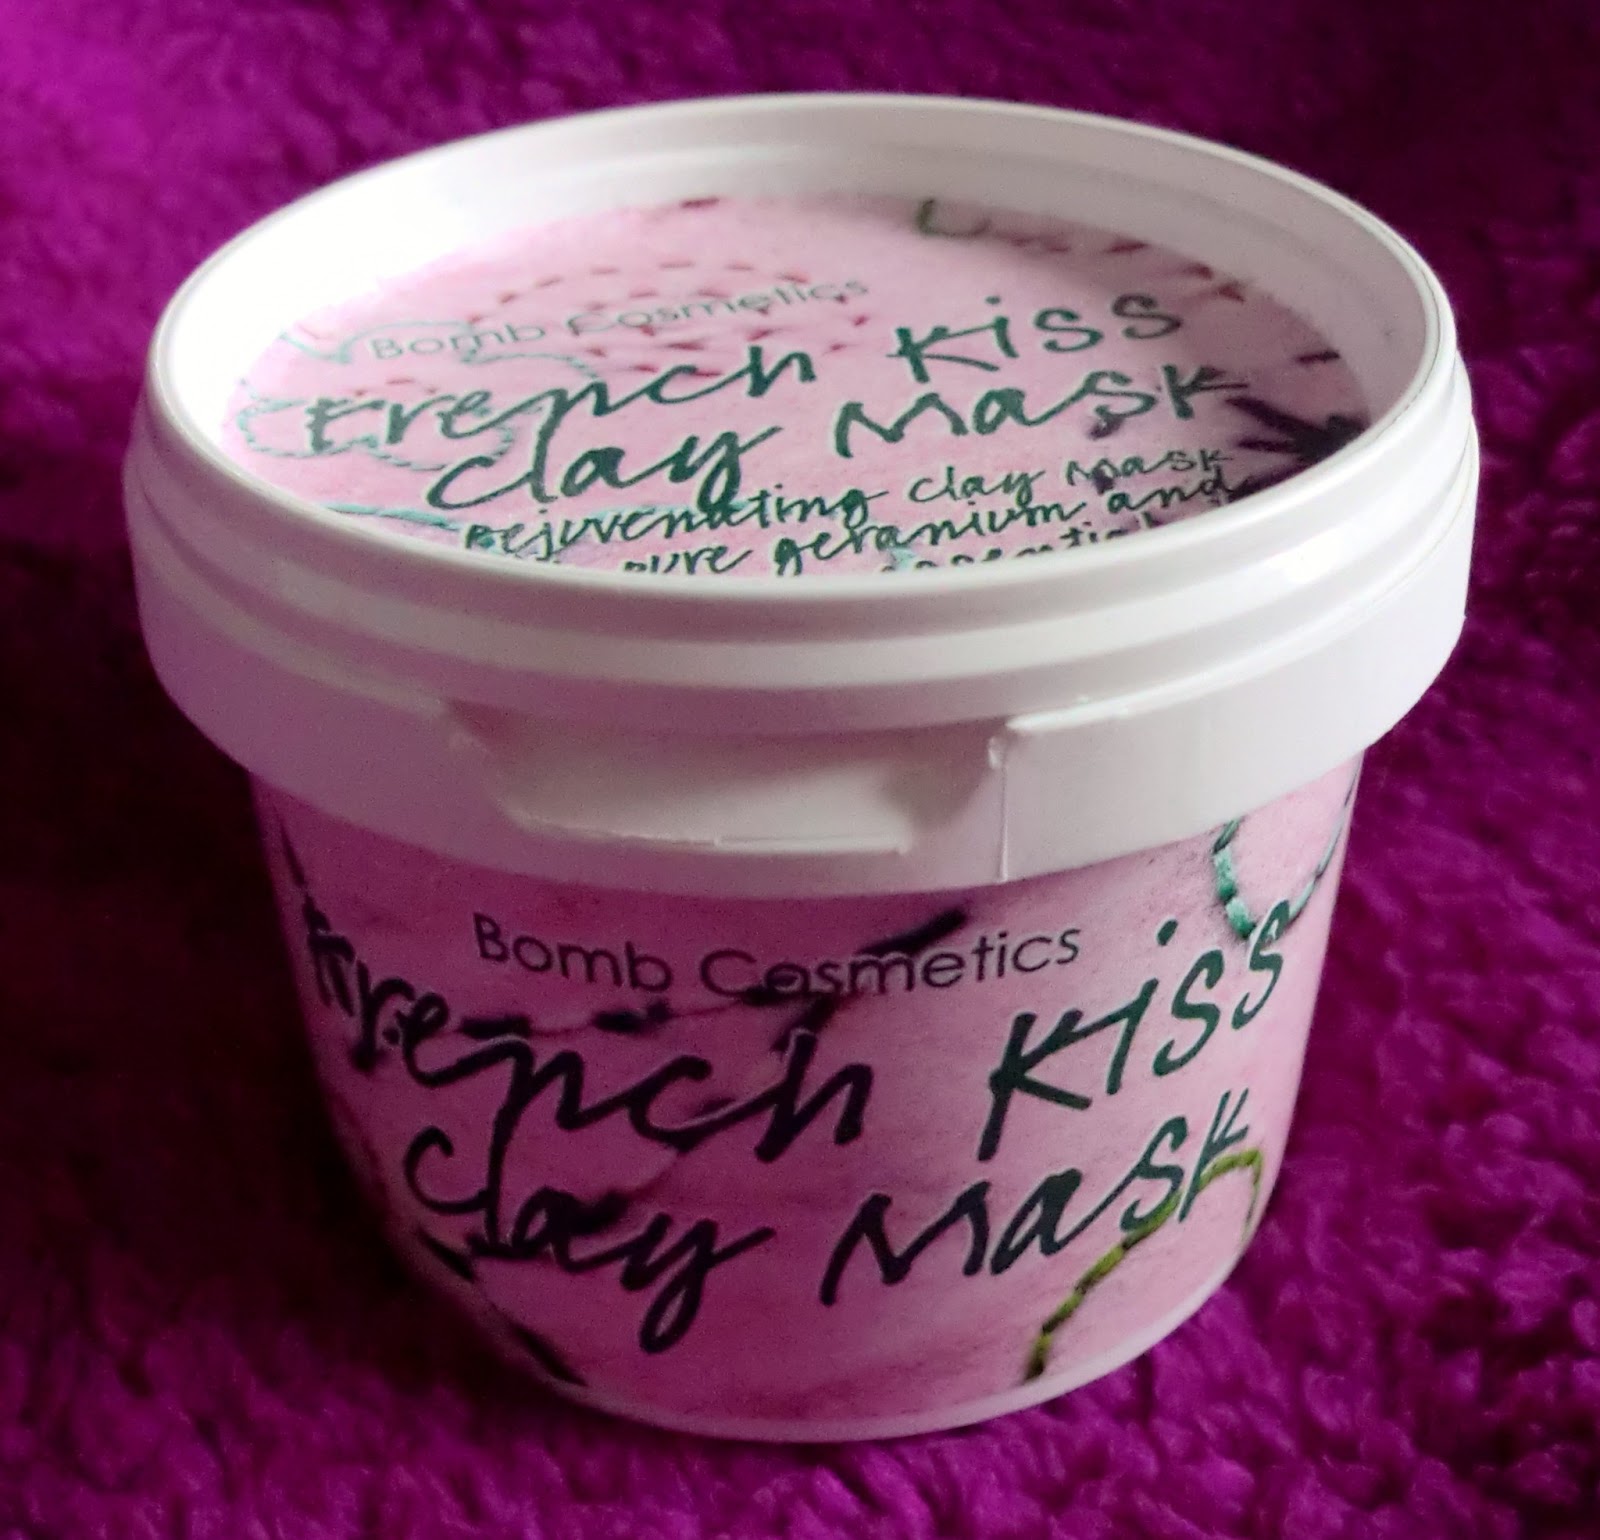 Bomb Cosmetics
French Kiss
Clay Mask
rejuvenating clay mask
pure geranium and
Bomb Cosmetics
French Kiss
Clay Mask